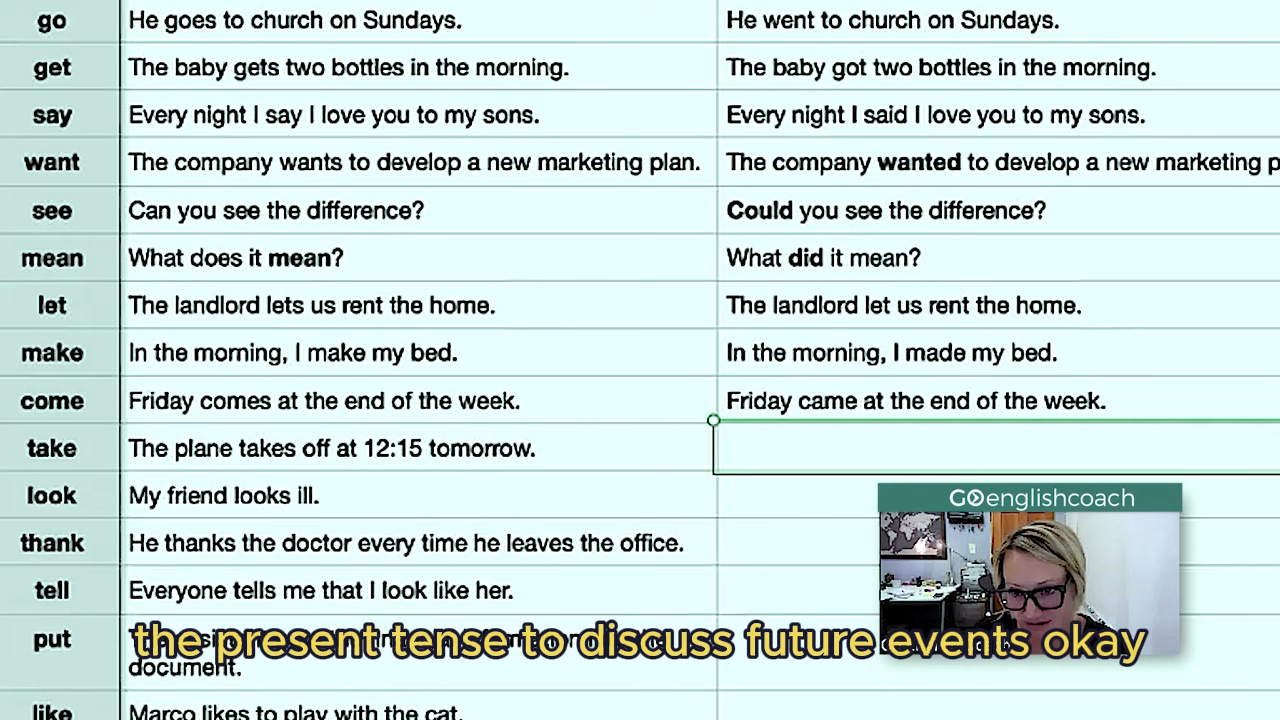 go He goes to church on Sundays. He went to church on Sundays.
get The baby gets two bottles in the morning. The baby got two bottles in the morning.
say Every night I say I love you to my sons. Every night I said I love you to my sons.
want The company wants to develop a new marketing plan. The company wanted to develop a new marketing p
see Can you see the difference? Could you see the difference?
mean What does it mean? What did it mean?
let The landlord lets us rent the home. The landlord let us rent the home.
make In the morning, I make my bed. In the morning, I made my bed.
come Friday comes at the end of the week. Friday came at the end of the week.
take The plane takes off at 12:15 tomorrow.
look My friend looks ill.
GO englishcoach
thank He thanks the doctor every time he leaves the office.
tell Everyone tells me that I look like her.
put
the present tense to discuss future events okay
document.
like Marco likes to play with the cat.